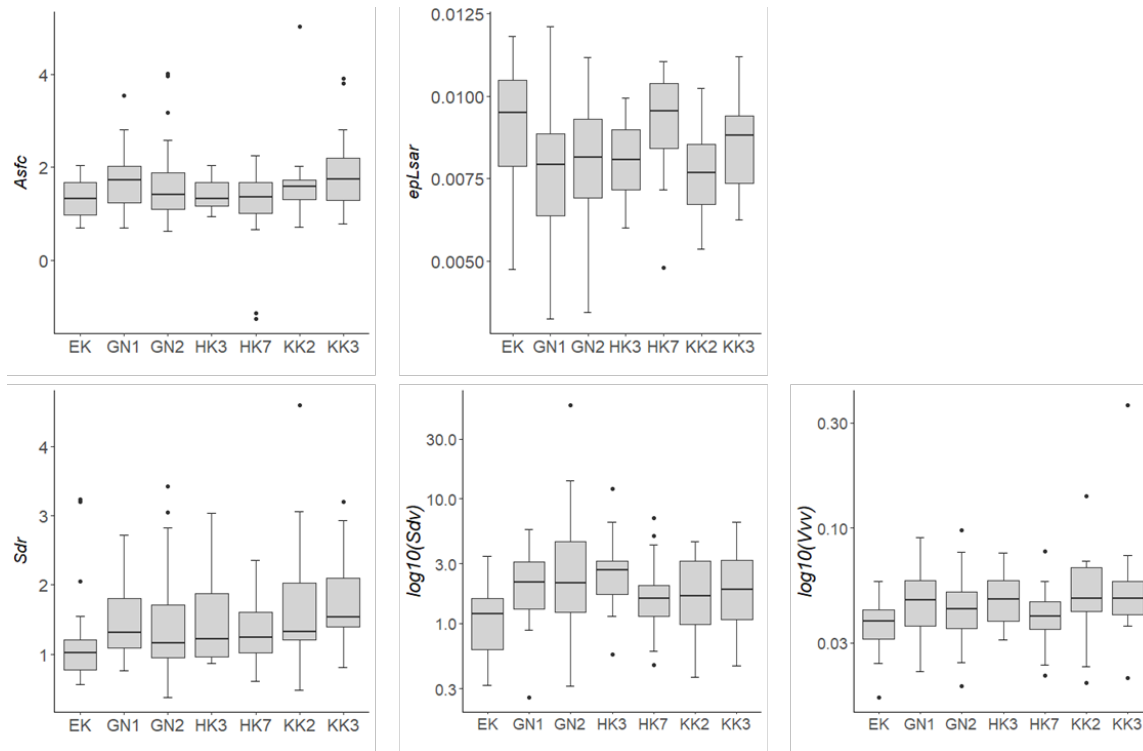 Asfc
4
2
0
EK GN1 GN2 HK3 HK7 KK2 KK3
epLsar
0.0125
0.0100
0.0075
0.0050
EK GN1 GN2 HK3 HK7 KK2 KK3
Sdr
4
3
2
1
EK GN1 GN2 HK3 HK7 KK2 KK3
log10(Sdv)
30.0
10.0
3.0
1.0
0.3
EK GN1 GN2 HK3 HK7 KK2 KK3
log10(Vvv)
0.30
0.10
0.03
EK GN1 GN2 HK3 HK7 KK2 KK3